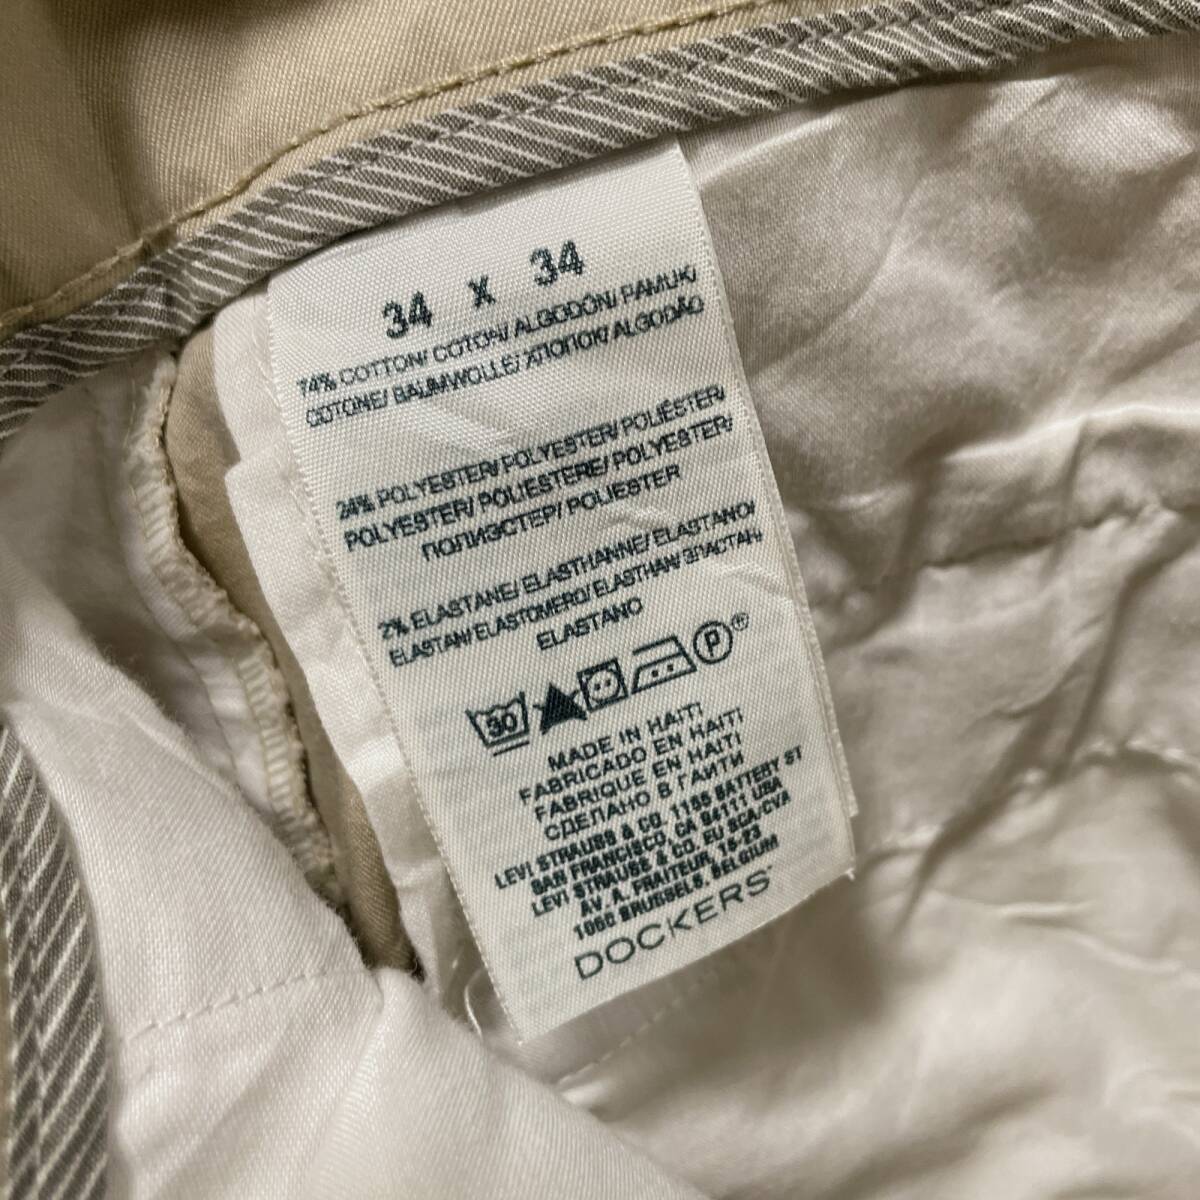 34 X 34
74% COTTON/ COTON/ ALGODÓN/ PAMUK/
COTONE/ BAUMWOLLE/ ХЛОПОК/ ALGODÃO
24% POLYESTER/ POLYESTER/ POLIÉSTER/
POLYESTER/ POLIESTERE/ POLYESTER/
ПОЛИЭСТЕР/ POLIESTER
2% ELASTANE/ ELASTHANNE/ ELASTANO/
ELASTAN/ ELASTOMERO/ ELASTHAN/ ЭЛАСТАН/
ELASTANO
30 P ®
MADE IN HAITI
FABRICADO EN HAITI
FABRIQUE EN HAITI
СДЕЛАНО В ГАИТИ
LEVI STRAUSS & CO. 1155 BATTERY ST
SAN FRANCISCO, CA 94111 USA
LEVI STRAUSS & CO. EU SCA/CVA
AV. A. FRAITEUR, 15-23
1050 BRUSSELS, BELGIUM
DOCKERS